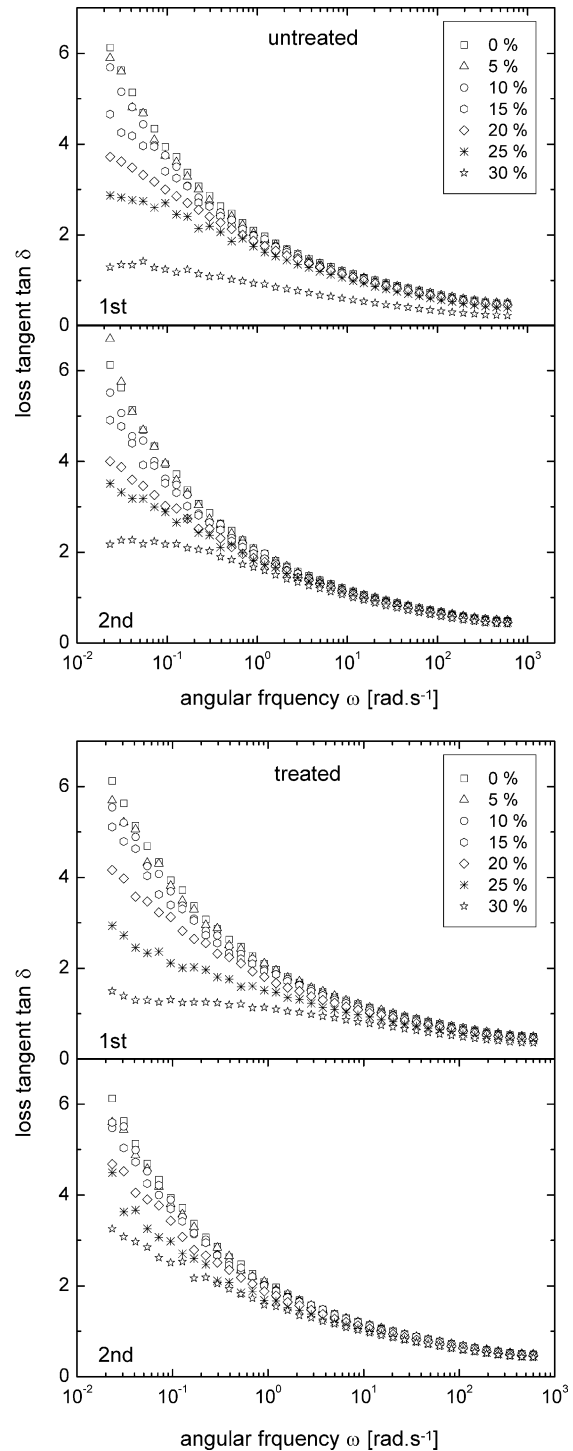 untreated
0 %
5 %
10 %
15 %
20 %
25 %
30 %
6
4
2
0
1st
loss tangent tan δ
6
4
2
0
2nd
10⁻² 10⁻¹ 10⁰ 10¹ 10² 10³
angular frquency ω [rad.s⁻¹]
treated
0 %
5 %
10 %
15 %
20 %
25 %
30 %
6
4
2
0
1st
loss tangent tan δ
6
4
2
0
2nd
10⁻² 10⁻¹ 10⁰ 10¹ 10² 10³
angular frquency ω [rad.s⁻¹]